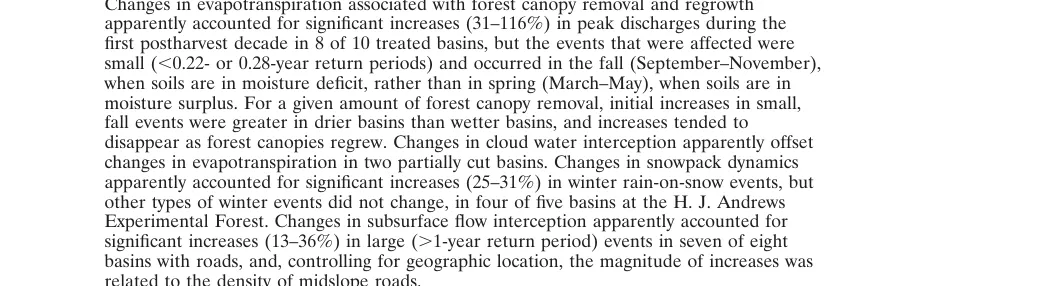 Changes in evapotranspiration associated with forest canopy removal and regrowth
apparently accounted for significant increases (31–116%) in peak discharges during the
first postharvest decade in 8 of 10 treated basins, but the events that were affected were
small (<0.22- or 0.28-year return periods) and occurred in the fall (September–November),
when soils are in moisture deficit, rather than in spring (March–May), when soils are in
moisture surplus. For a given amount of forest canopy removal, initial increases in small,
fall events were greater in drier basins than wetter basins, and increases tended to
disappear as forest canopies regrew. Changes in cloud water interception apparently offset
changes in evapotranspiration in two partially cut basins. Changes in snowpack dynamics
apparently accounted for significant increases (25–31%) in winter rain-on-snow events, but
other types of winter events did not change, in four of five basins at the H. J. Andrews
Experimental Forest. Changes in subsurface flow interception apparently accounted for
significant increases (13–36%) in large (>1-year return period) events in seven of eight
basins with roads, and, controlling for geographic location, the magnitude of increases was
related to the density of midslope roads.